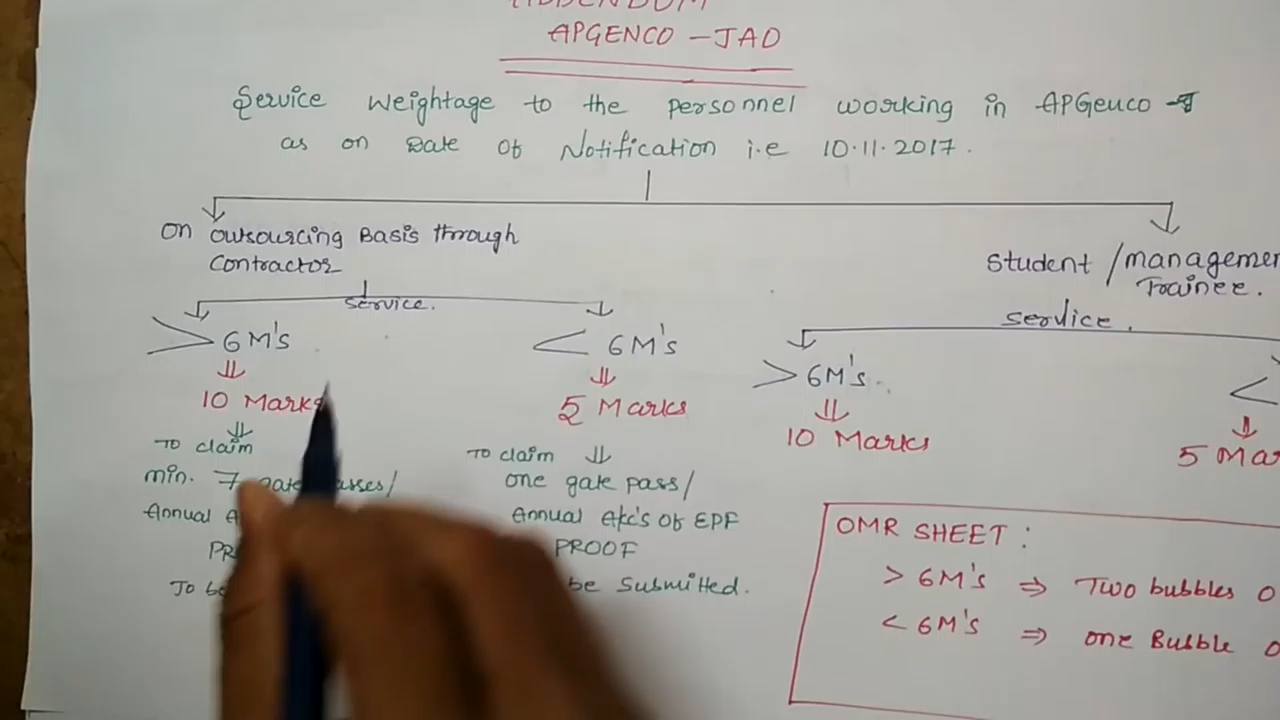 ADDENDUM
APGENCO - JAO
Service Weightage to the personnel working in APGenco
as on Date of Notification i.e 10.11.2017.
On outsourcing Basis through
Contractor
Service.
> 6M's
⇓
10 Marks
⇓
To claim
min. 7 gate passes/
Annual
To be
< 6M's
⇓
5 Marks
To claim ⇓
one gate pass/
Annual A/c's of EPF
PROOF
be submitted.
Student / managemen
Trainee.
Service.
> 6M's
⇓
10 Marks
<
⇓
5 Ma
OMR SHEET :
> 6M's ⇒ Two bubbles
< 6M's ⇒ one Bubble